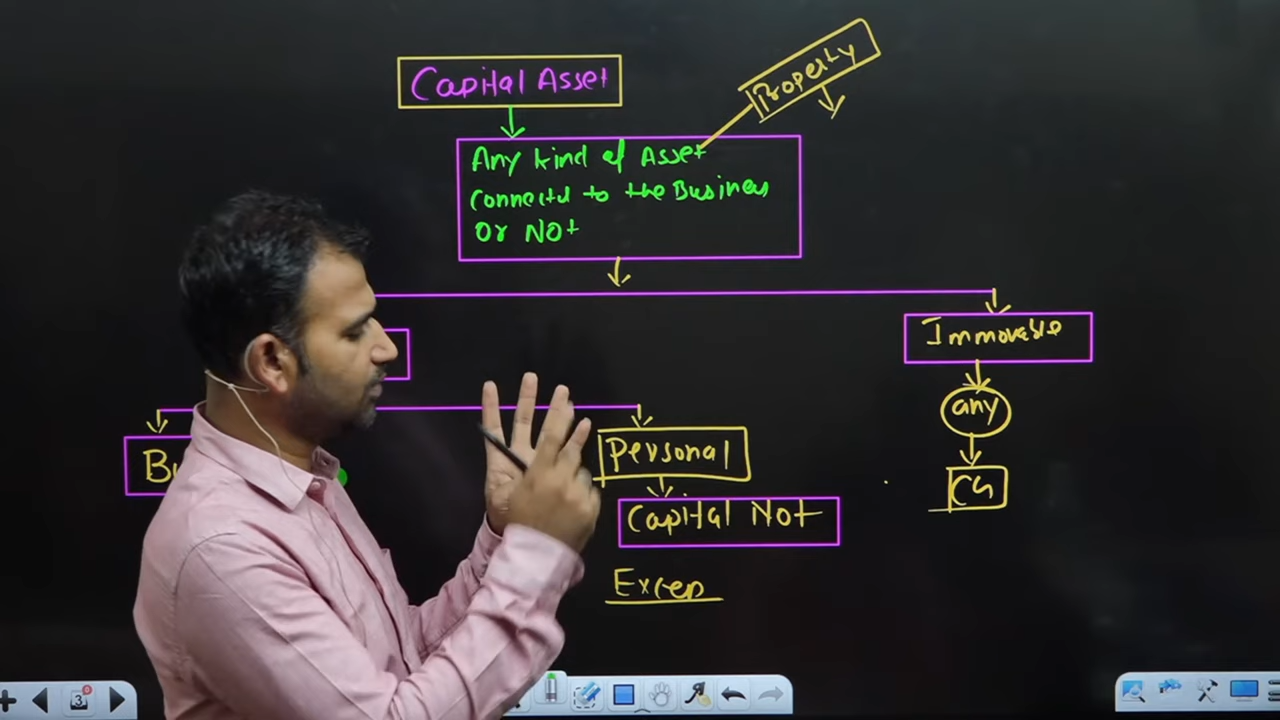 Capital Asset
Property
Any kind of Asset
Connected to the Business
Or Not
Immovable
any
CG
Personal
Capital Not
Excep
3